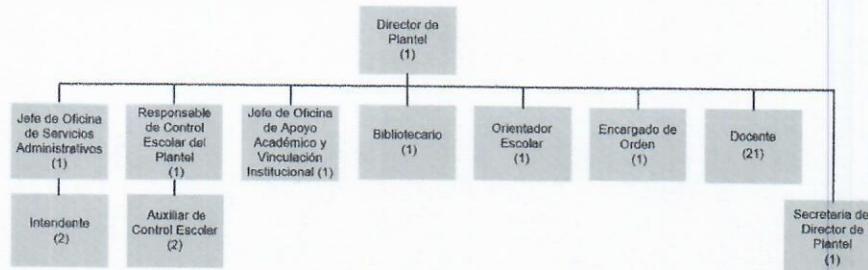 Director de
Plantel
(1)
Jefe de Oficina
de Servicios
Administrativos
(1)
Responsable
de Control
Escolar del
Plantel
(1)
Jefe de Oficina
de Apoyo
Académico y
Vinculación
Institucional (1)
Bibliotecario
(1)
Orientador
Escolar
(1)
Encargado de
Orden
(1)
Docente
(21)
Intendente
(2)
Auxiliar de
Control Escolar
(2)
Secretaria de
Director de
Plantel
(1)